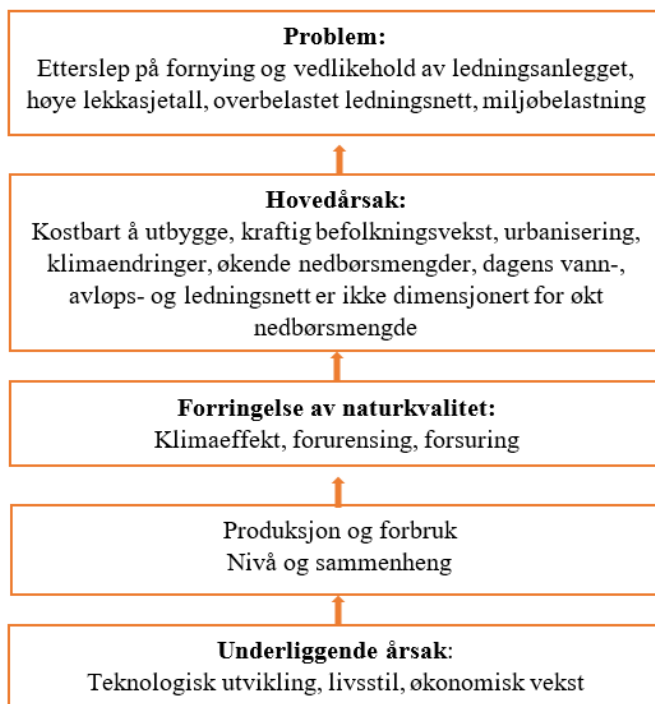 Problem:
Etterslep på fornying og vedlikehold av ledningsanlegget,
høye lekkasjetall, overbelastet ledningsnett, miljøbelastning
Hovedårsak:
Kostbart å utbygge, kraftig befolkningsvekst, urbanisering,
klimaendringer, økende nedbørsmengder, dagens vann-,
avløps- og ledningsnett er ikke dimensjonert for økt
nedbørsmengde
Forringelse av naturkvalitet:
Klimaeffekt, forurensing, forsuring
Produksjon og forbruk
Nivå og sammenheng
Underliggende årsak:
Teknologisk utvikling, livsstil, økonomisk vekst